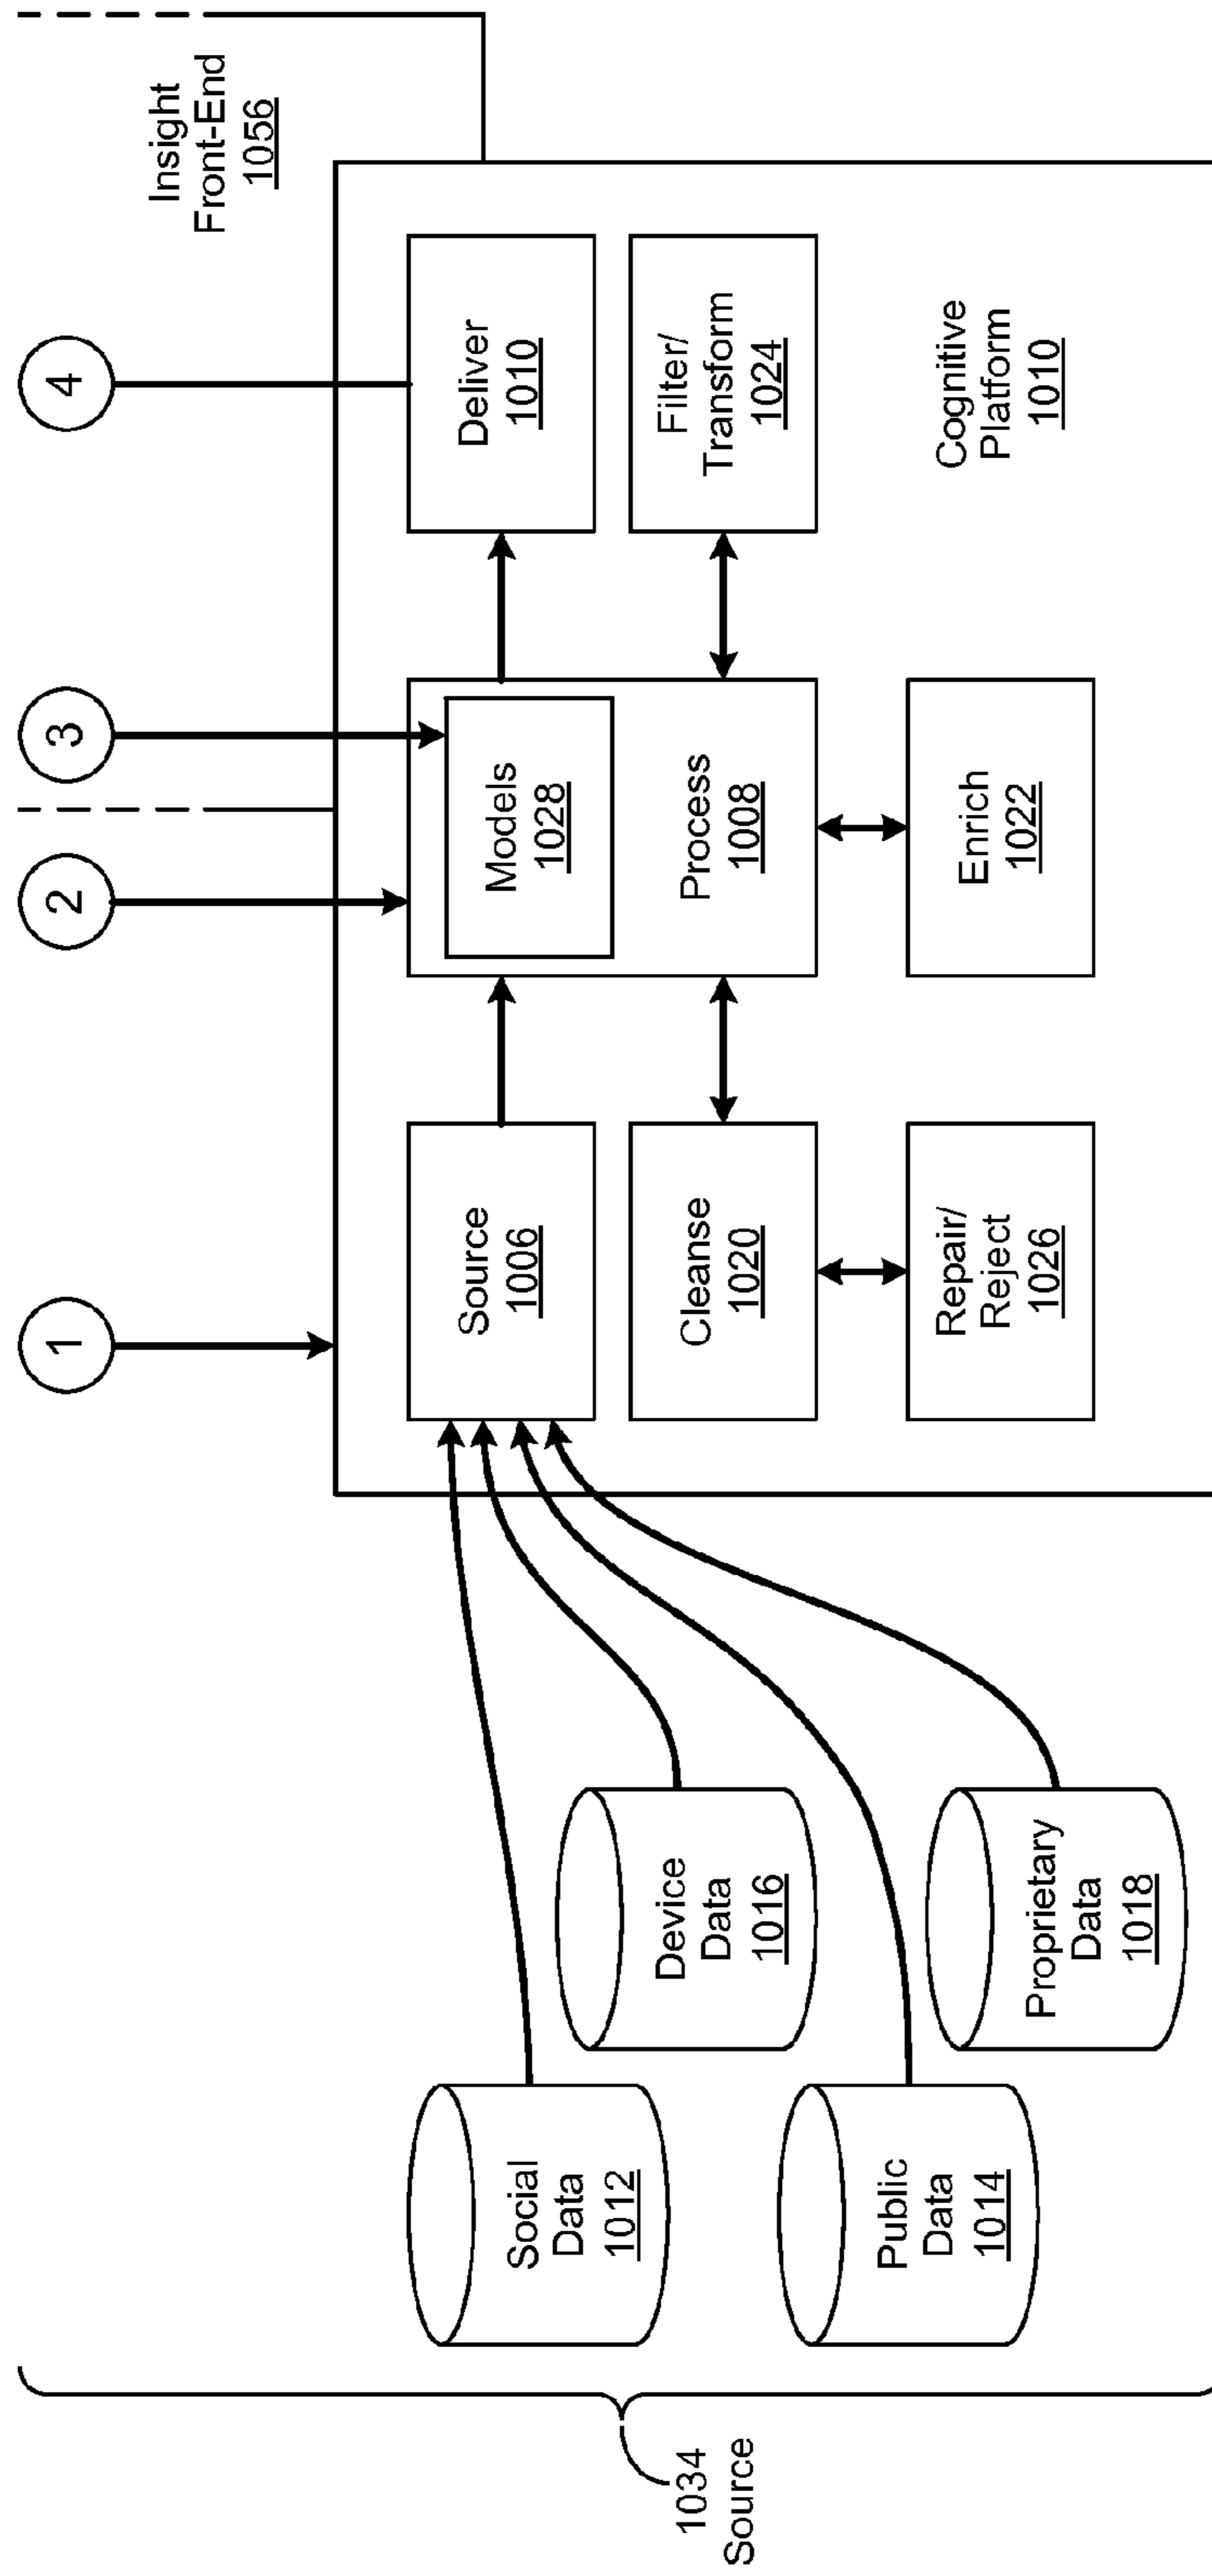 1
2
3
4
Insight
Front-End
1056
Source
1006
Models
1028
Process
1008
Deliver
1010
Cleanse
1020
Filter/
Transform
1024
Repair/
Reject
1026
Enrich
1022
Cognitive
Platform
1010
Social
Data
1012
Device
Data
1016
Public
Data
1014
Proprietary
Data
1018
1034
Source